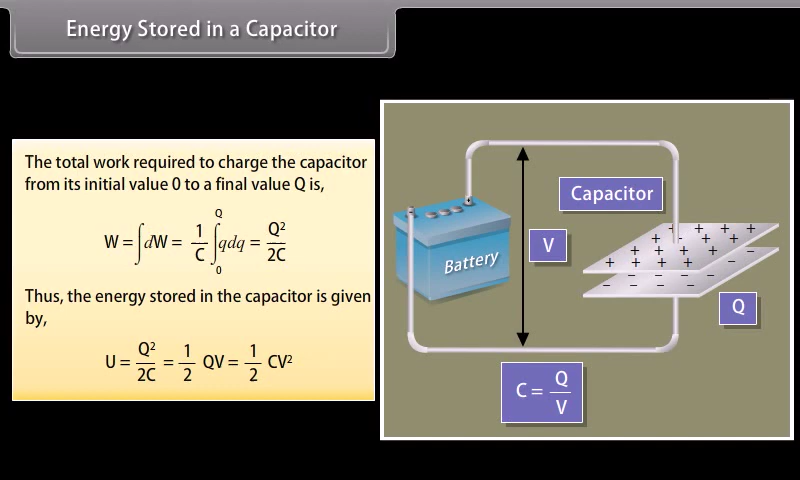 Energy Stored in a Capacitor
The total work required to charge the capacitor
from its initial value 0 to a final value Q is,
W = ∫dW = 1/C ∫₀^Q qdq = Q²/2C
Thus, the energy stored in the capacitor is given
by,
U = Q²/2C = 1/2 QV = 1/2 CV²
Capacitor
V
Battery
+ + + +
+ + + +
+ + + +
+ + + +
− − − −
− − − −
Q
C = Q/V